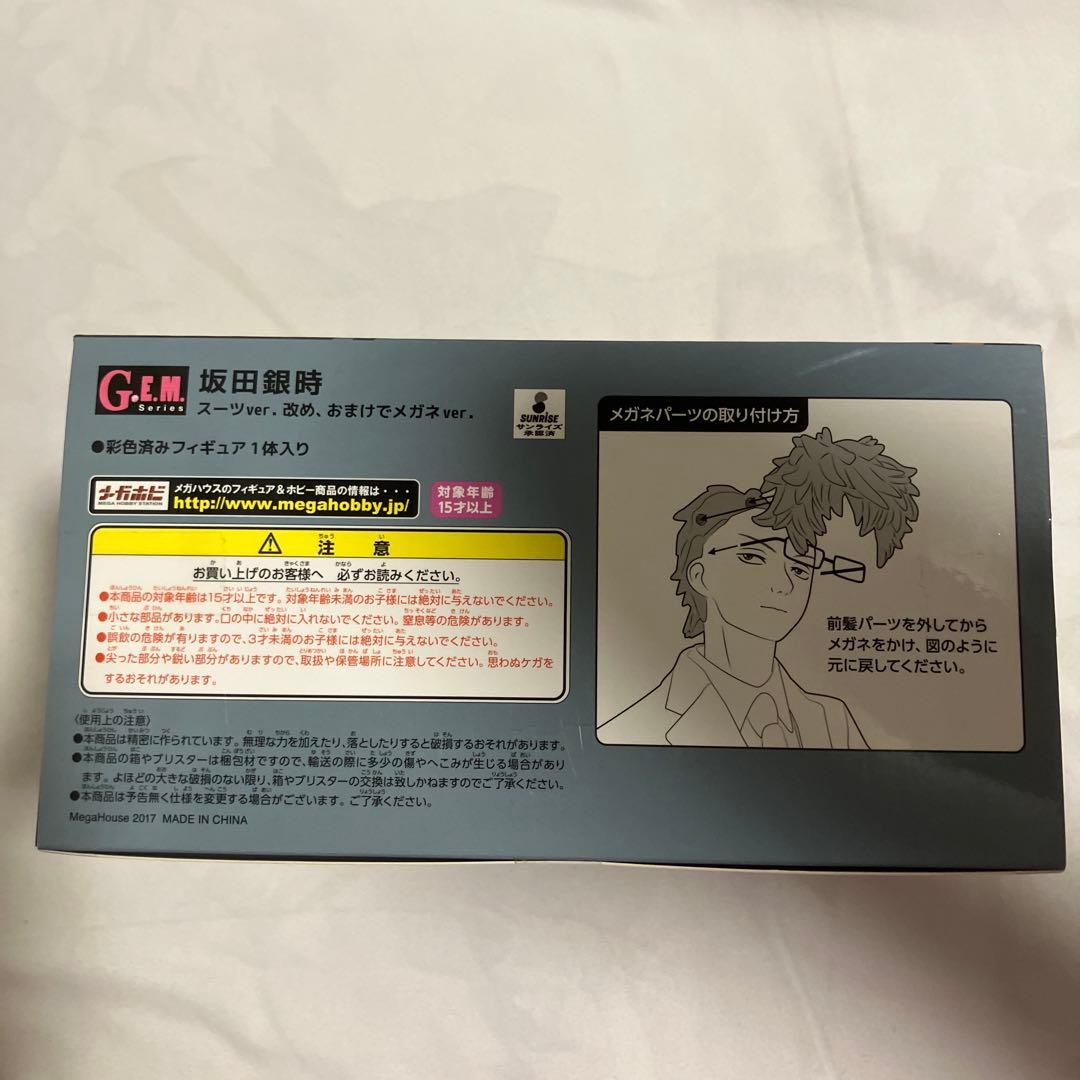 G.E.M.
Series
坂田銀時
スーツver. 改め、おまけでメガネver.
●彩色済みフィギュア1体入り
SUNRISE
サンライズ
承認済
メガホビ
MEGA HOBBY STATION
メガハウスのフィギュア&ホビー商品の情報は・・・
http://www.megahobby.jp/
対象年齢
15才以上
注意
お買い上げのお客様へ 必ずお読みください。
●本商品の対象年齢は15才以上です。対象年齢未満のお子様には絶対に与えないでください。
●小さな部品があります。口の中に絶対に入れないでください。窒息等の危険があります。
●誤飲の危険が有りますので、3才未満のお子様には絶対に与えないでください。
●尖った部分や鋭い部分がありますので、取扱や保管場所に注意してください。思わぬケガを
するおそれがあります。
〈使用上の注意〉
●本商品は精密に作られています。無理な力を加えたり、落としたりすると破損するおそれがあります。
●本商品の箱やブリスターは梱包材ですので、輸送の際に多少の傷やへこみが生じる場合があり
ます。よほどの大きな破損のない限り、箱やブリスターの交換は致しかねますのでご了承ください。
●本商品は予告無く仕様を変更する場合がございます。ご了承ください。
MegaHouse 2017 MADE IN CHINA
メガネパーツの取り付け方
前髪パーツを外してから
メガネをかけ、図のように
元に戻してください。